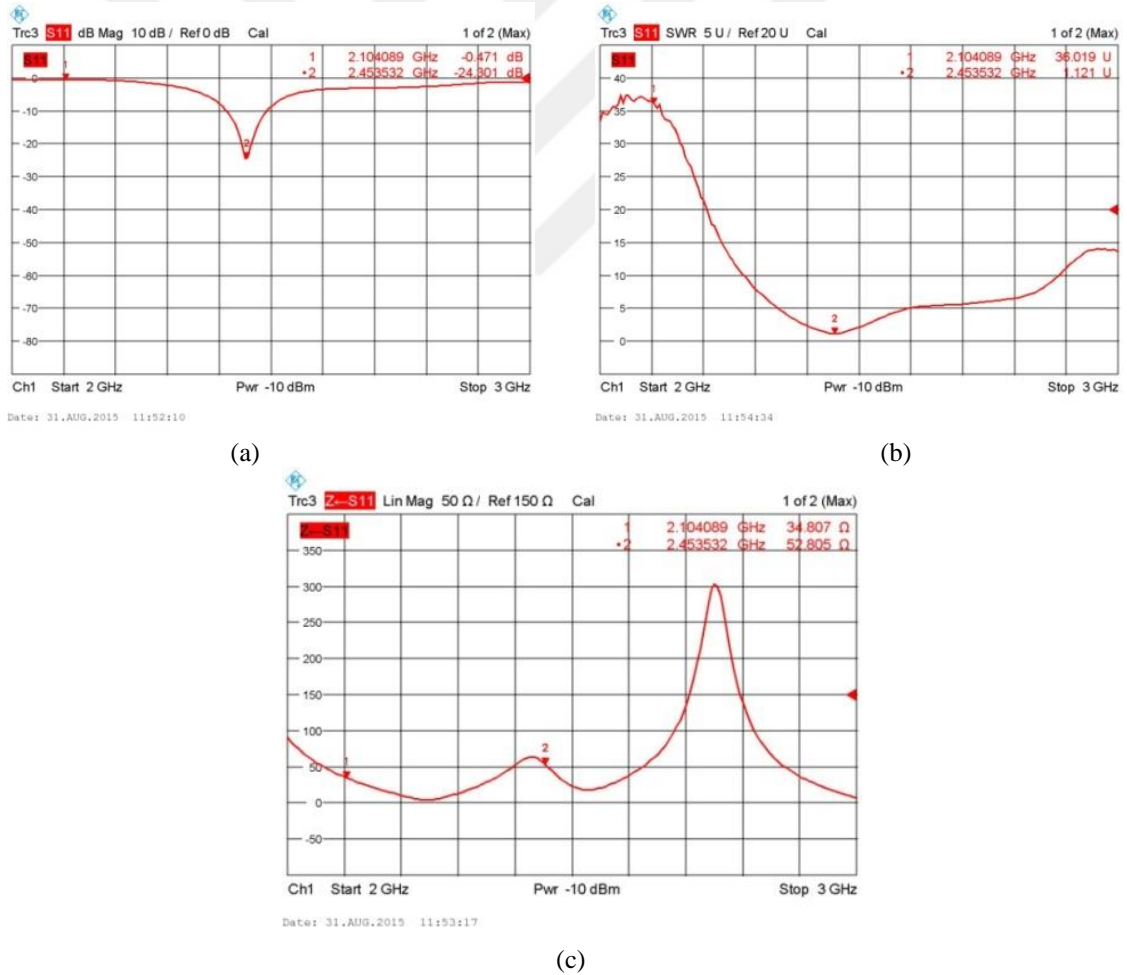 Trc3 S11 dB Mag 10 dB / Ref 0 dB Cal 1 of 2 (Max)
S11
1 2.104089 GHz -0.471 dB
•2 2.453532 GHz -24.301 dB
0
-10
-20
-30
-40
-50
-60
-70
-80
1
2
Ch1 Start 2 GHz Pwr -10 dBm Stop 3 GHz
Date: 31.AUG.2015 11:52:10
(a)
Trc3 S11 SWR 5 U / Ref 20 U Cal 1 of 2 (Max)
S11
1 2.104089 GHz 36.019 U
•2 2.453532 GHz 1.121 U
40
35
30
25
20
15
10
5
0
1
2
Ch1 Start 2 GHz Pwr -10 dBm Stop 3 GHz
Date: 31.AUG.2015 11:54:34
(b)
Trc3 Z←S11 Lin Mag 50 Ω / Ref 150 Ω Cal 1 of 2 (Max)
Z←S11
1 2.104089 GHz 34.807 Ω
•2 2.453532 GHz 52.805 Ω
350
300
250
200
150
100
50
0
-50
1
2
Ch1 Start 2 GHz Pwr -10 dBm Stop 3 GHz
Date: 31.AUG.2015 11:53:17
(c)